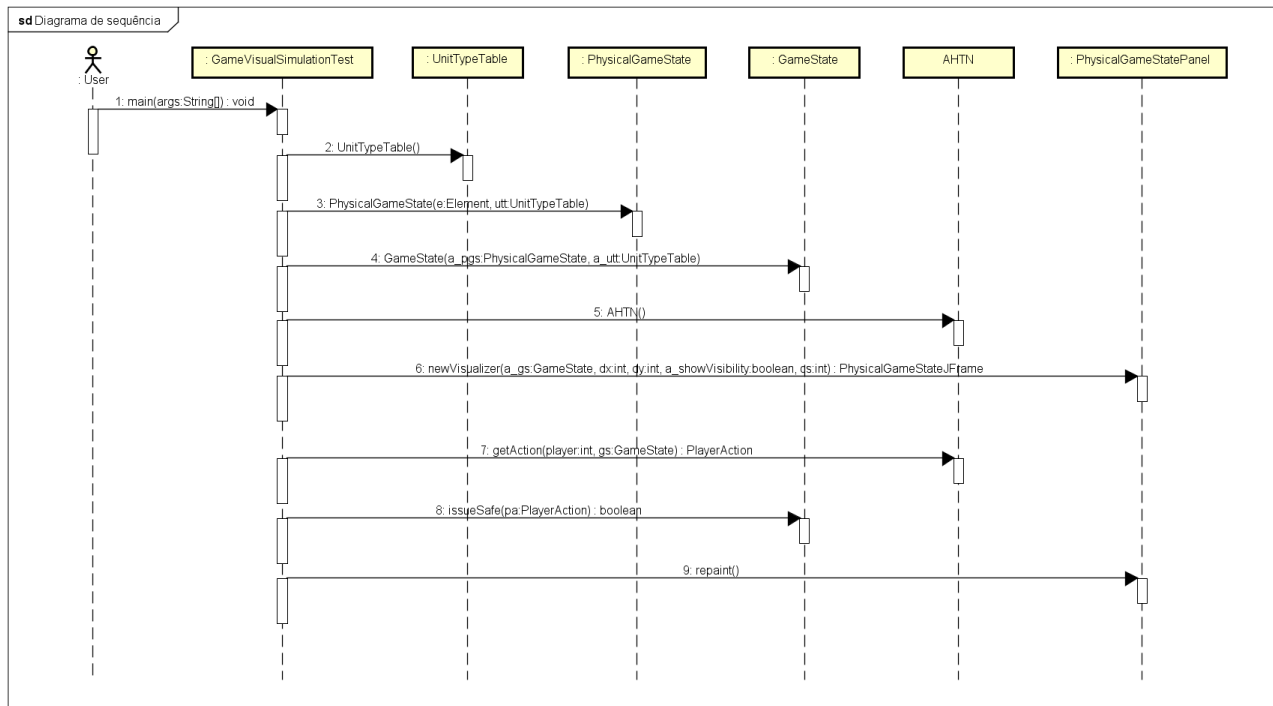 sd Diagrama de sequência
: User
: GameVisualSimulationTest
: UnitTypeTable
: PhysicalGameState
: GameState
AHTN
: PhysicalGameStatePanel
1: main(args:String[]) : void
2: UnitTypeTable()
3: PhysicalGameState(e:Element, utt:UnitTypeTable)
4: GameState(a_pgs:PhysicalGameState, a_utt:UnitTypeTable)
5: AHTN()
6: newVisualizer(a_gs:GameState, dx:int, dy:int, a_showVisibility:boolean, cs:int) : PhysicalGameStateJFrame
7: getAction(player:int, gs:GameState) : PlayerAction
8: issueSafe(pa:PlayerAction) : boolean
9: repaint()